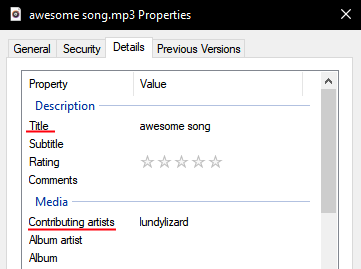 awesome song.mp3 Properties
General Security Details Previous Versions
Property Value
Description
Title awesome song
Subtitle
Rating
Comments
Media
Contributing artists lundylizard
Album artist
Album